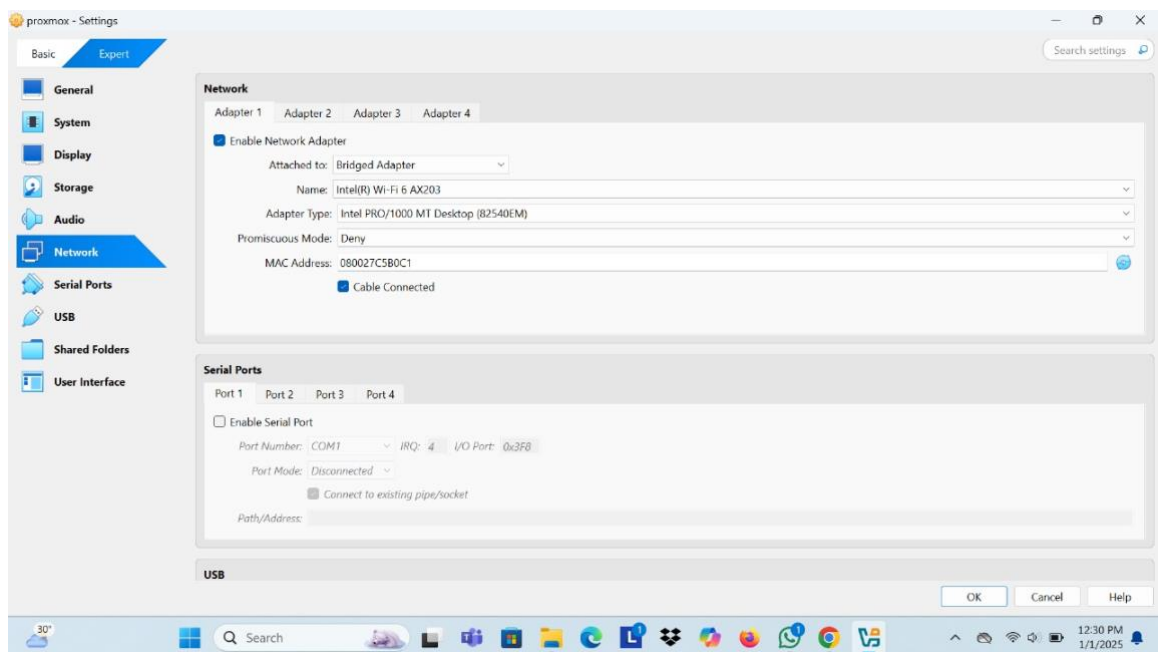 proxmox - Settings
Basic
Expert
Search settings
General
System
Display
Storage
Audio
Network
Serial Ports
USB
Shared Folders
User Interface
Network
Adapter 1 Adapter 2 Adapter 3 Adapter 4
Enable Network Adapter
Attached to: Bridged Adapter
Name: Intel(R) Wi-Fi 6 AX203
Adapter Type: Intel PRO/1000 MT Desktop (82540EM)
Promiscuous Mode: Deny
MAC Address: 080027C5B0C1
Cable Connected
Serial Ports
Port 1 Port 2 Port 3 Port 4
Enable Serial Port
Port Number: COM1 IRQ: 4 I/O Port: 0x3F8
Port Mode: Disconnected
Connect to existing pipe/socket
Path/Address:
USB
OK Cancel Help
30°
Search
12:30 PM
1/1/2025